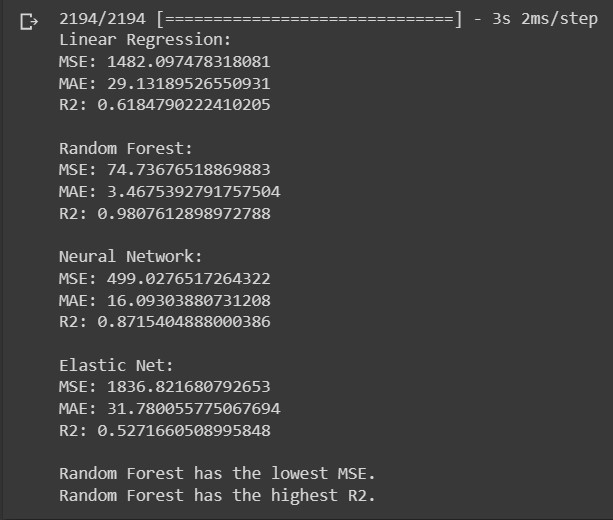 2194/2194 [==============================] - 3s 2ms/step
Linear Regression:
MSE: 1482.097478318081
MAE: 29.13189526550931
R2: 0.6184790222410205
Random Forest:
MSE: 74.73676518869883
MAE: 3.4675392791757504
R2: 0.9807612898972788
Neural Network:
MSE: 499.0276517264322
MAE: 16.09303880731208
R2: 0.8715404888000386
Elastic Net:
MSE: 1836.821680792653
MAE: 31.780055775067694
R2: 0.5271660508995848
Random Forest has the lowest MSE.
Random Forest has the highest R2.